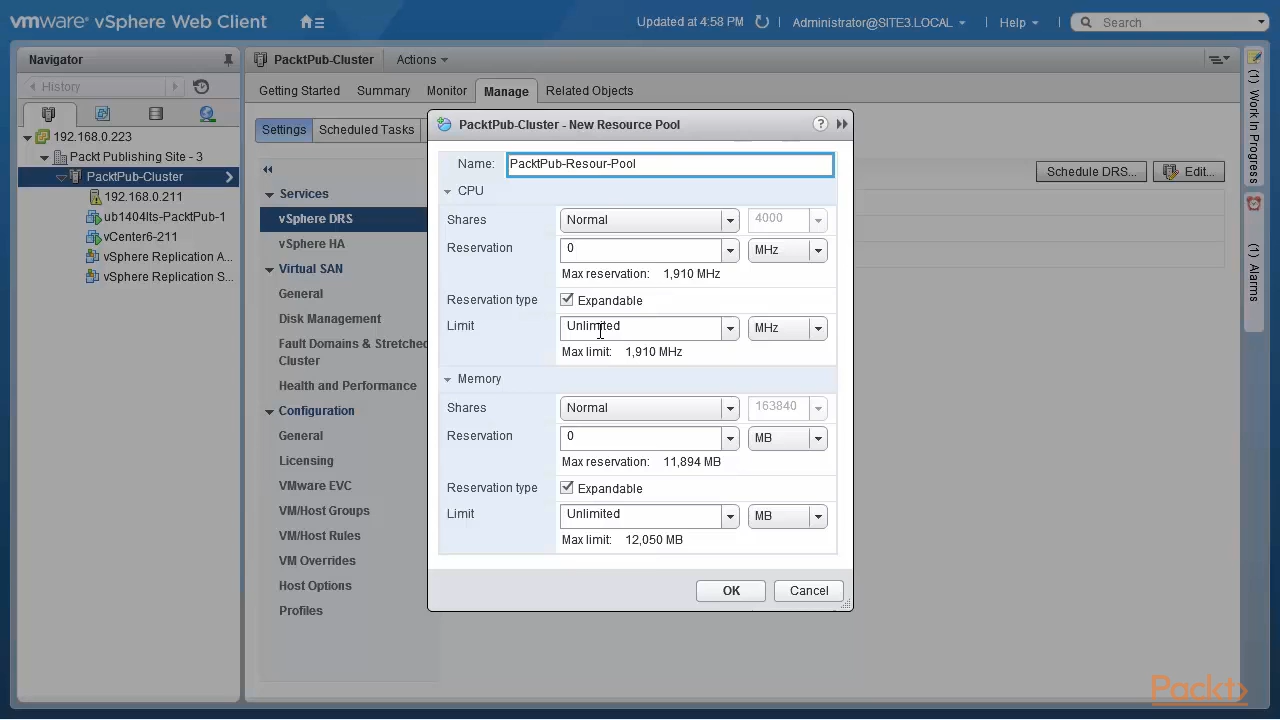 vmware® vSphere Web Client
Updated at 4:58 PM
Administrator@SITE3.LOCAL
Help
Search
Navigator
History
192.168.0.223
Packt Publishing Site - 3
PacktPub-Cluster
192.168.0.211
ub1404lts-PacktPub-1
vCenter6-211
vSphere Replication A...
vSphere Replication S...
PacktPub-Cluster
Actions
Getting Started
Summary
Monitor
Manage
Related Objects
Settings
Scheduled Tasks
Services
vSphere DRS
vSphere HA
Virtual SAN
General
Disk Management
Fault Domains & Stretched
Cluster
Health and Performance
Configuration
General
Licensing
VMware EVC
VM/Host Groups
VM/Host Rules
VM Overrides
Host Options
Profiles
Schedule DRS...
Edit...
PacktPub-Cluster - New Resource Pool
?
Name: PacktPub-Resour-Pool
CPU
Shares Normal 4000
Reservation 0 MHz
Max reservation: 1,910 MHz
Reservation type Expandable
Limit Unlimited MHz
Max limit: 1,910 MHz
Memory
Shares Normal 163840
Reservation 0 MB
Max reservation: 11,894 MB
Reservation type Expandable
Limit Unlimited MB
Max limit: 12,050 MB
OK
Cancel
(1) Work In Progress
(1) Alarms
Packt>